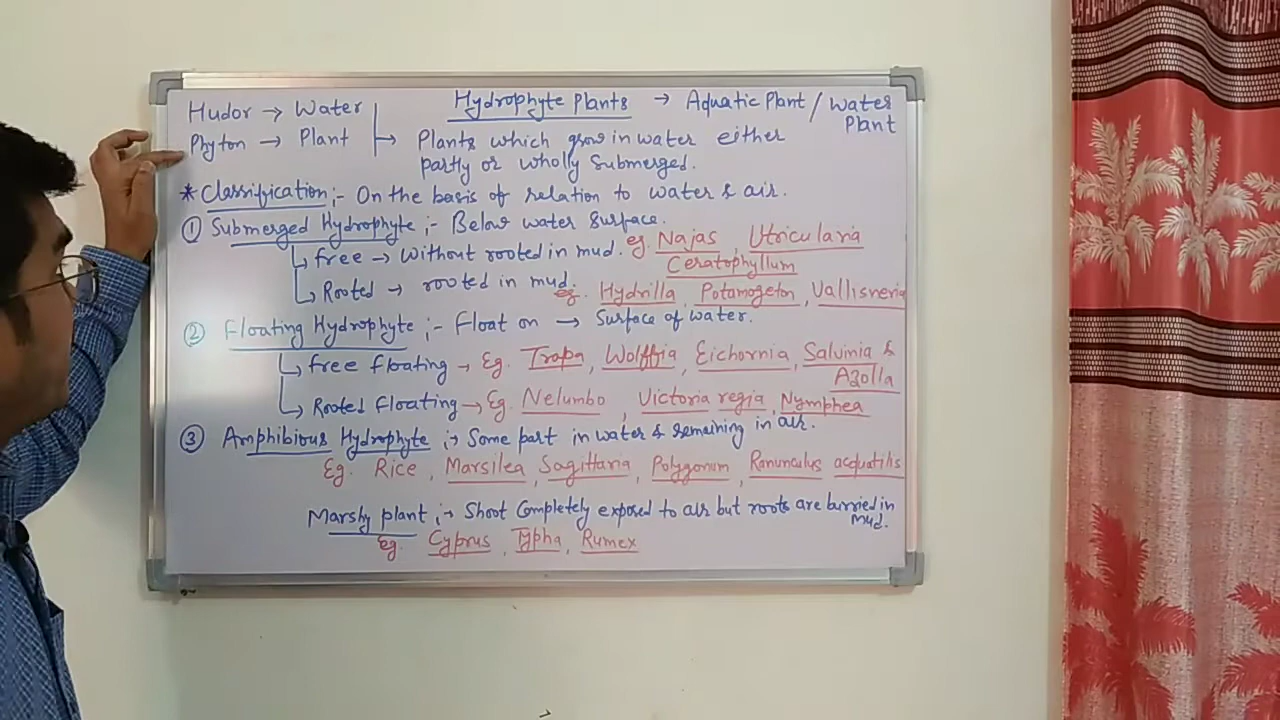 Hudor → Water
Hydrophyte Plants → Aquatic Plant / Water Plant
Phyton → Plant
→ Plants which grow in water either
partly or wholly Submerged.
* Classification :- On the basis of relation to water & air.
① Submerged Hydrophyte :- Below water surface.
free → without rooted in mud. eg. Najas, Utricularia
Ceratophyllum
Rooted → rooted in mud.
eg. Hydrilla, Potamogeton, Vallisneria
② Floating Hydrophyte :- Float on → Surface of water.
free floating → Eg. Trapa, Wolffia, Eichornia, Salvinia &
Azolla
Rooted Floating → Eg. Nelumbo, Victoria regia, Nymphea
③ Amphibious Hydrophyte :→ Some part in water & remaining in air.
Eg. Rice, Marsilea, Sagittaria, Polygonum, Ranunculus acquatilis
Marshy plant :→ Shoot Completely exposed to air but roots are burried in
mud.
Eg. Cyprus, Typha, Rumex